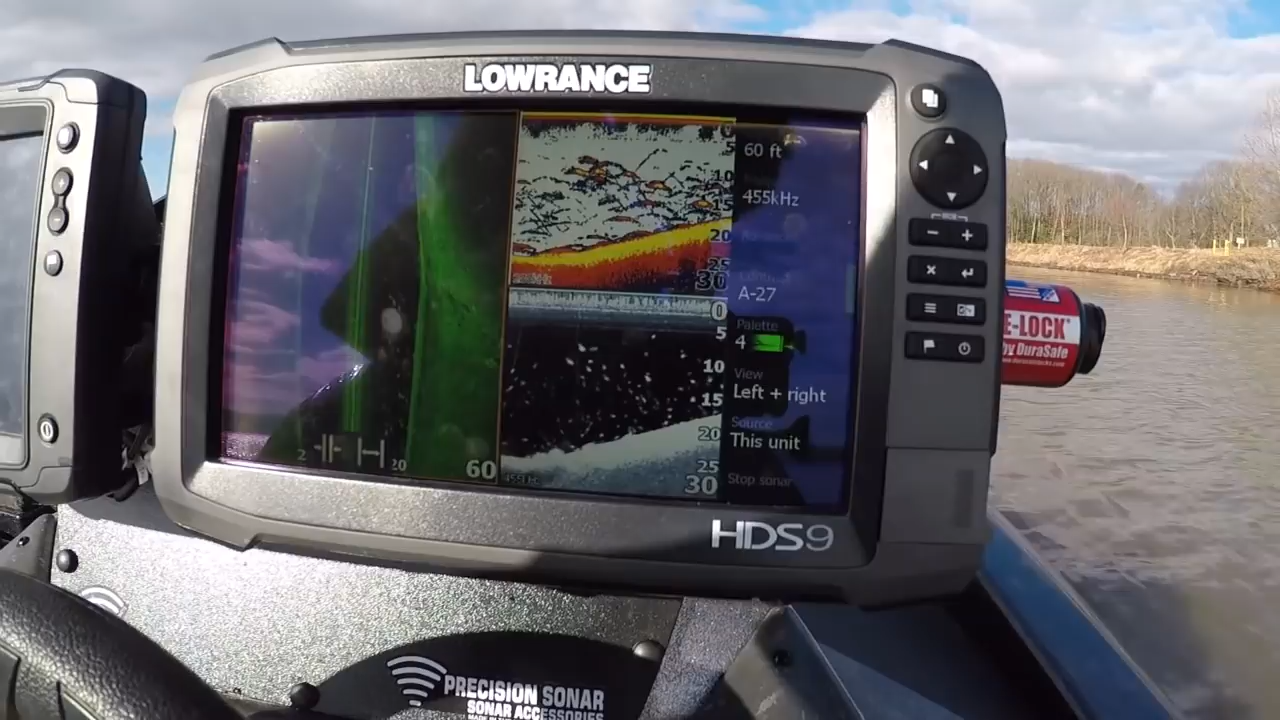 LOWRANCE
2
20
60
0
5
10
15
20
25
30
0
5
10
15
20
25
30
60 ft
455kHz
A-27
Palette
4
View
Left + right
Source
This unit
Stop sonar
HDS9
E-LOCK®
by DuraSafe
PRECISION SONAR
SONAR ACCESSORIES